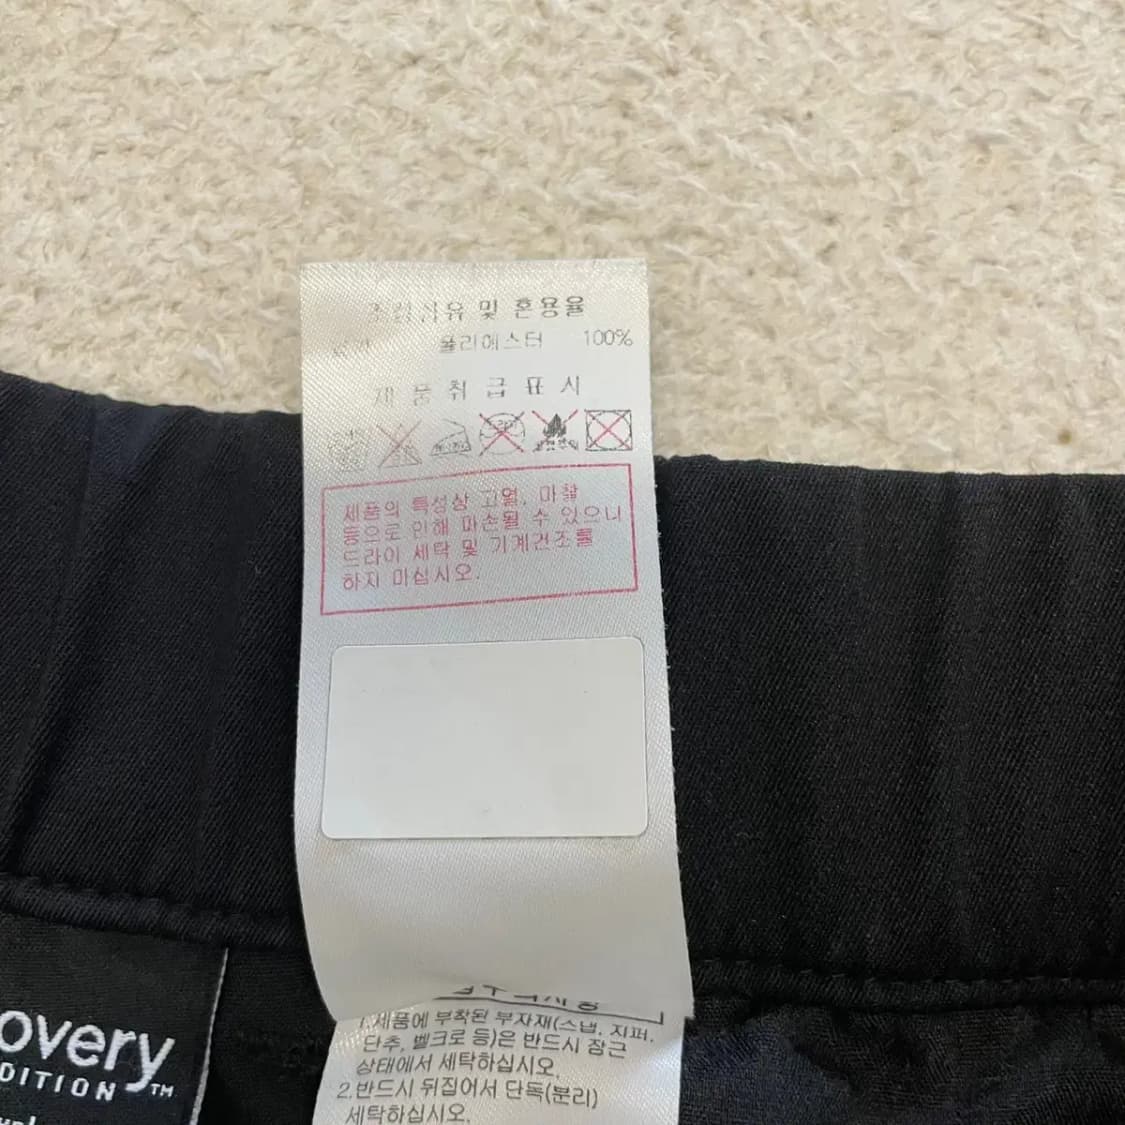 조성섬유 및 혼용율
폴리에스터 100%
제품취급표시
제품의 특성상 고열, 마찰
등으로 인해 파손될 수 있으니
드라이 세탁 및 기계건조를
하지 마십시오.
1.제품에 부착된 부자재(스냅, 지퍼,
단추, 벨크로 등)은 반드시 잠근
상태에서 세탁하십시오.
2.반드시 뒤집어서 단독(분리)
세탁하십시오.
overy
DITION TM